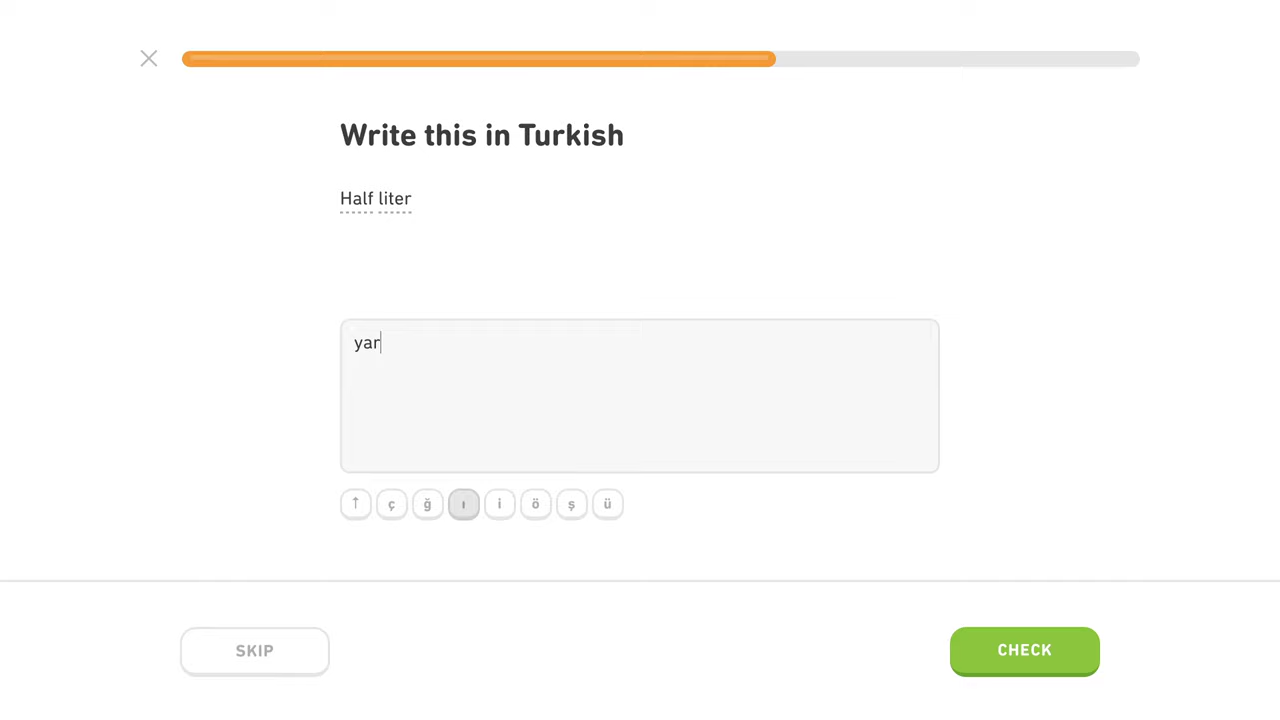 Write this in Turkish
Half liter
yar
↑ ç ğ ı i ö ş ü
SKIP
CHECK